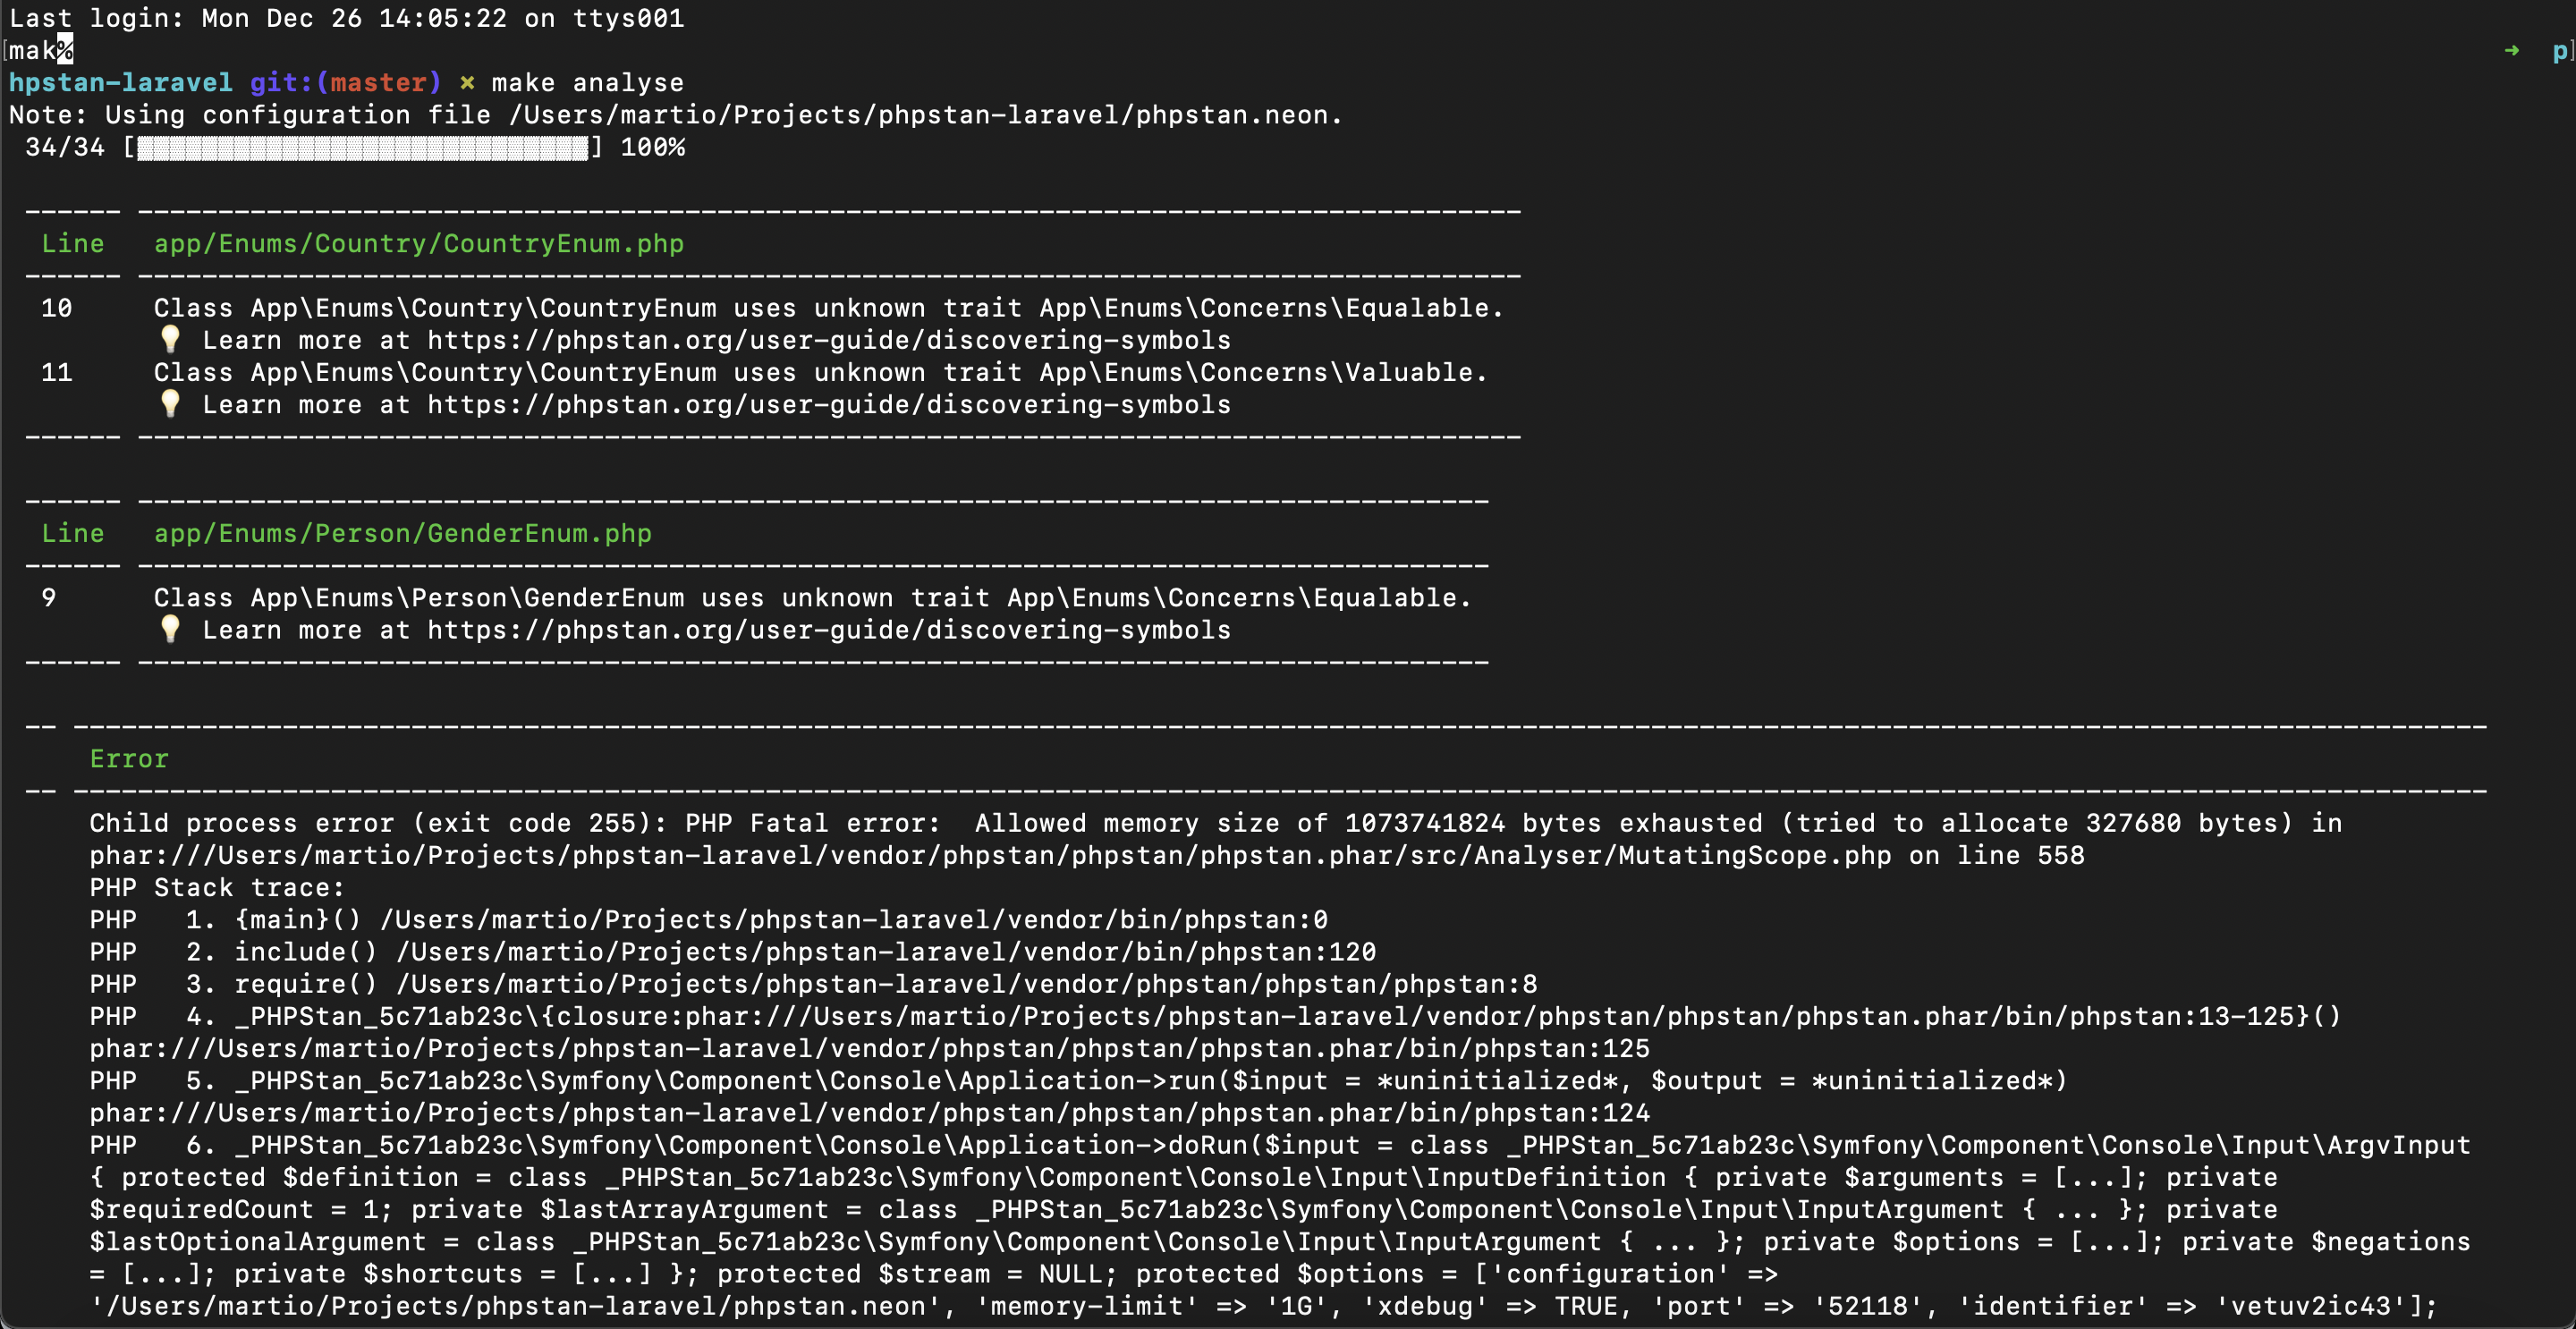 Last login: Mon Dec 26 14:05:22 on ttys001
[mak% ➜ p]
hpstan-laravel git:(master) ✗ make analyse
Note: Using configuration file /Users/martio/Projects/phpstan-laravel/phpstan.neon.
34/34 [▓▓▓▓▓▓▓▓▓▓▓▓▓▓▓▓▓▓▓▓▓▓▓▓▓▓▓▓] 100%
Line app/Enums/Country/CountryEnum.php
10 Class App\Enums\Country\CountryEnum uses unknown trait App\Enums\Concerns\Equalable.
💡 Learn more at https://phpstan.org/user-guide/discovering-symbols
11 Class App\Enums\Country\CountryEnum uses unknown trait App\Enums\Concerns\Valuable.
💡 Learn more at https://phpstan.org/user-guide/discovering-symbols
Line app/Enums/Person/GenderEnum.php
9 Class App\Enums\Person\GenderEnum uses unknown trait App\Enums\Concerns\Equalable.
💡 Learn more at https://phpstan.org/user-guide/discovering-symbols
Error
Child process error (exit code 255): PHP Fatal error:  Allowed memory size of 1073741824 bytes exhausted (tried to allocate 327680 bytes) in
phar:///Users/martio/Projects/phpstan-laravel/vendor/phpstan/phpstan/phpstan.phar/src/Analyser/MutatingScope.php on line 558
PHP Stack trace:
PHP   1. {main}() /Users/martio/Projects/phpstan-laravel/vendor/bin/phpstan:0
PHP   2. include() /Users/martio/Projects/phpstan-laravel/vendor/bin/phpstan:120
PHP   3. require() /Users/martio/Projects/phpstan-laravel/vendor/phpstan/phpstan/phpstan:8
PHP   4. _PHPStan_5c71ab23c\{closure:phar:///Users/martio/Projects/phpstan-laravel/vendor/phpstan/phpstan/phpstan.phar/bin/phpstan:13-125}()
phar:///Users/martio/Projects/phpstan-laravel/vendor/phpstan/phpstan/phpstan.phar/bin/phpstan:125
PHP   5. _PHPStan_5c71ab23c\Symfony\Component\Console\Application->run($input = *uninitialized*, $output = *uninitialized*)
phar:///Users/martio/Projects/phpstan-laravel/vendor/phpstan/phpstan/phpstan.phar/bin/phpstan:124
PHP   6. _PHPStan_5c71ab23c\Symfony\Component\Console\Application->doRun($input = class _PHPStan_5c71ab23c\Symfony\Component\Console\Input\ArgvInput
{ protected $definition = class _PHPStan_5c71ab23c\Symfony\Component\Console\Input\InputDefinition { private $arguments = [...]; private
$requiredCount = 1; private $lastArrayArgument = class _PHPStan_5c71ab23c\Symfony\Component\Console\Input\InputArgument { ... }; private
$lastOptionalArgument = class _PHPStan_5c71ab23c\Symfony\Component\Console\Input\InputArgument { ... }; private $options = [...]; private $negations
= [...]; private $shortcuts = [...] }; protected $stream = NULL; protected $options = ['configuration' =>
'/Users/martio/Projects/phpstan-laravel/phpstan.neon', 'memory-limit' => '1G', 'xdebug' => TRUE, 'port' => '52118', 'identifier' => 'vetuv2ic43'];